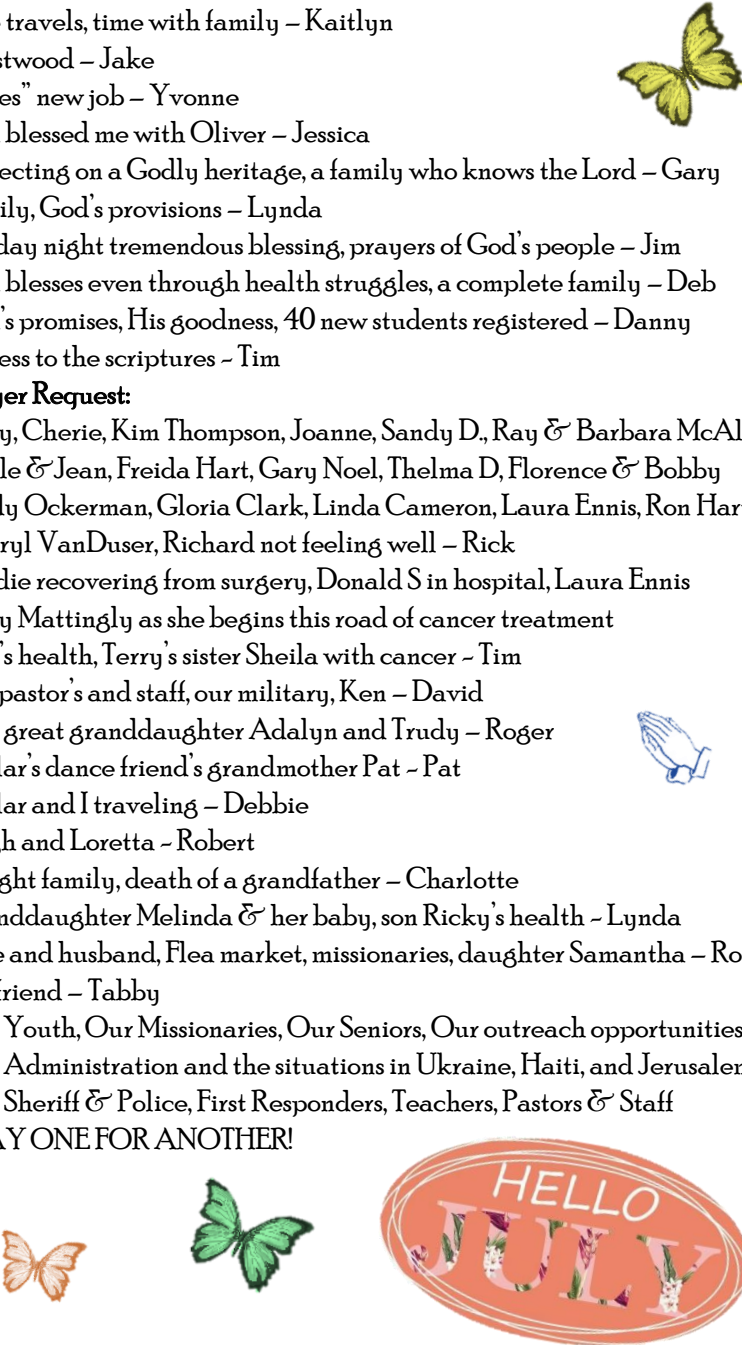 travels, time with family – Kaitlyn
stwood – Jake
es” new job – Yvonne
blessed me with Oliver – Jessica
ecting on a Godly heritage, a family who knows the Lord – Gary
ily, God’s provisions – Lynda
day night tremendous blessing, prayers of God’s people – Jim
blesses even through health struggles, a complete family – Deb
’s promises, His goodness, 40 new students registered – Danny
ess to the scriptures ~ Tim
yer Request:
y, Cherie, Kim Thompson, Joanne, Sandy D., Ray & Barbara McAl
le & Jean, Freida Hart, Gary Noel, Thelma D, Florence & Bobby
dy Ockerman, Gloria Clark, Linda Cameron, Laura Ennis, Ron Har
ryl VanDuser, Richard not feeling well – Rick
die recovering from surgery, Donald S in hospital, Laura Ennis
y Mattingly as she begins this road of cancer treatment
’s health, Terry’s sister Sheila with cancer ~ Tim
pastor’s and staff, our military, Ken – David
great granddaughter Adalyn and Trudy – Roger
lar’s dance friend’s grandmother Pat ~ Pat
lar and I traveling – Debbie
gh and Loretta ~ Robert
ght family, death of a grandfather – Charlotte
nddaughter Melinda & her baby, son Ricky’s health ~ Lynda
e and husband, Flea market, missionaries, daughter Samantha – Ro
friend – Tabby
Youth, Our Missionaries, Our Seniors, Our outreach opportunities
Administration and the situations in Ukraine, Haiti, and Jerusalem
Sheriff & Police, First Responders, Teachers, Pastors & Staff
AY ONE FOR ANOTHER!
HELLO
JULY